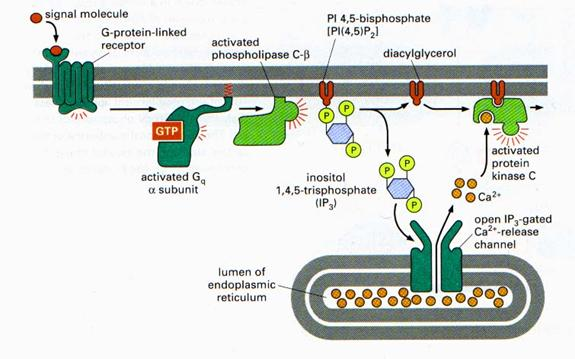 signal molecule
G-protein-linked
receptor
activated
phospholipase C-β
PI 4,5-bisphosphate
[PI(4,5)P₂]
diacylglycerol
GTP
P
P
P
P
P
P
activated Gq
α subunit
inositol
1,4,5-trisphosphate
(IP₃)
activated
protein
kinase C
Ca²⁺
open IP₃-gated
Ca²⁺-release
channel
lumen of
endoplasmic
reticulum